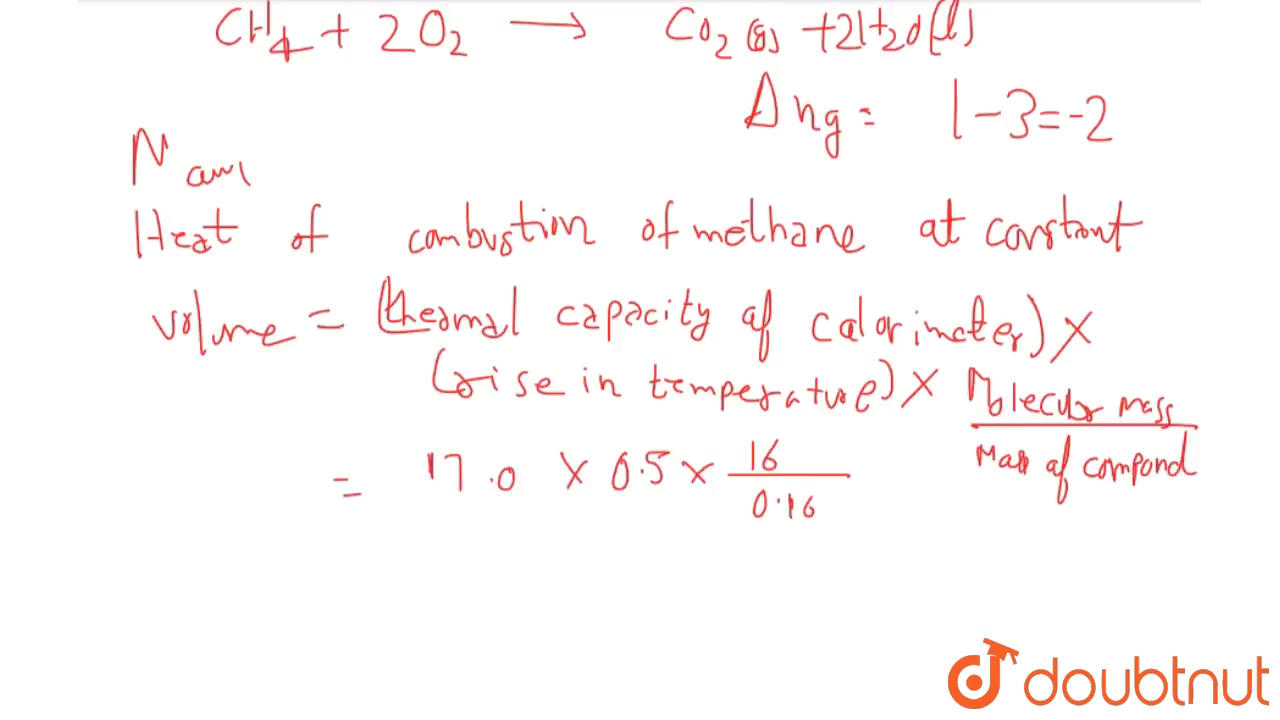 CH4 + 2O2 → CO2 (g) + 2H2O(l)
Δng = 1 - 3 = -2
N
Heat of combustion of methane at constant
volume = (thermal capacity of calorimeter) ×
(rise in temperature) × Molecular mass / Mass of compond
= 17.0 × 0.5 × 16 / 0.16
doubtnut